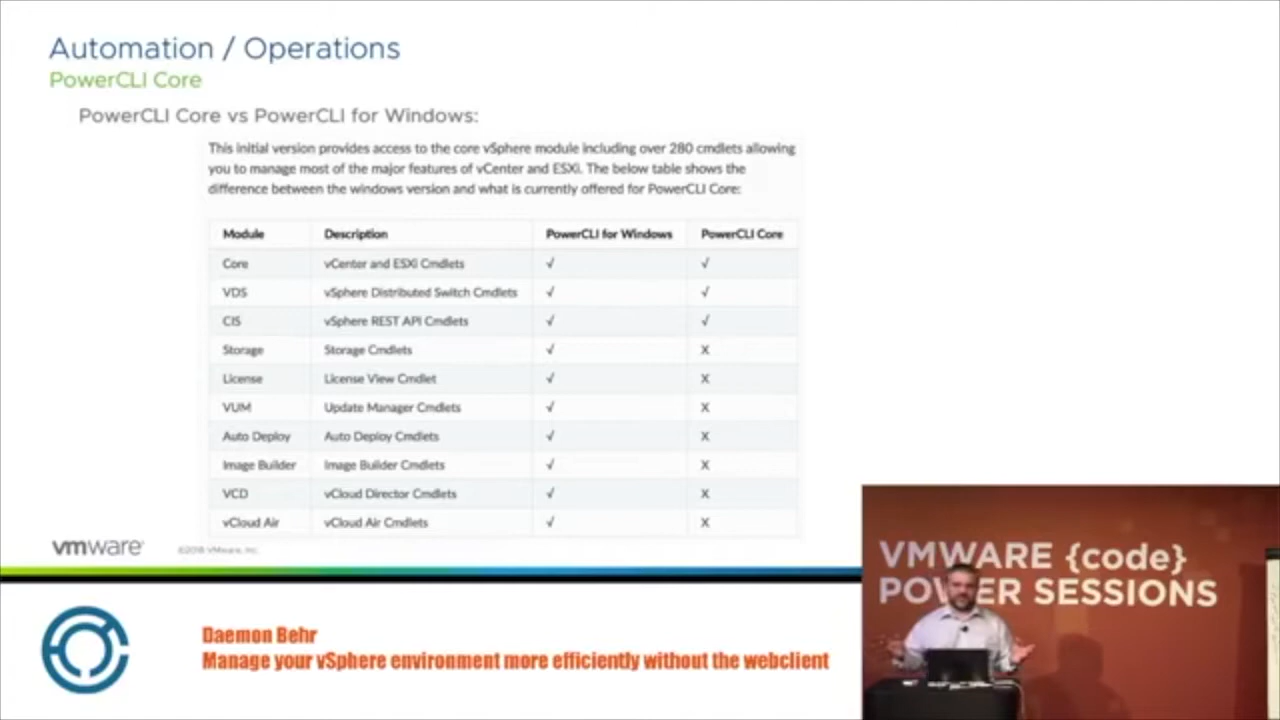 Automation / Operations
PowerCLI Core
PowerCLI Core vs PowerCLI for Windows:
This initial version provides access to the core vSphere module including over 280 cmdlets allowing
you to manage most of the major features of vCenter and ESXi. The below table shows the
difference between the windows version and what is currently offered for PowerCLI Core:
Module Description PowerCLI for Windows PowerCLI Core
Core vCenter and ESXi Cmdlets √ √
VDS vSphere Distributed Switch Cmdlets √ √
CIS vSphere REST API Cmdlets √ √
Storage Storage Cmdlets √ X
License License View Cmdlet √ X
VUM Update Manager Cmdlets √ X
Auto Deploy Auto Deploy Cmdlets √ X
Image Builder Image Builder Cmdlets √ X
VCD vCloud Director Cmdlets √ X
vCloud Air vCloud Air Cmdlets √ X
vmware ©2016 VMware, Inc.
VMWARE {code}
POWER SESSIONS
Daemon Behr
Manage your vSphere environment more efficiently without the webclient